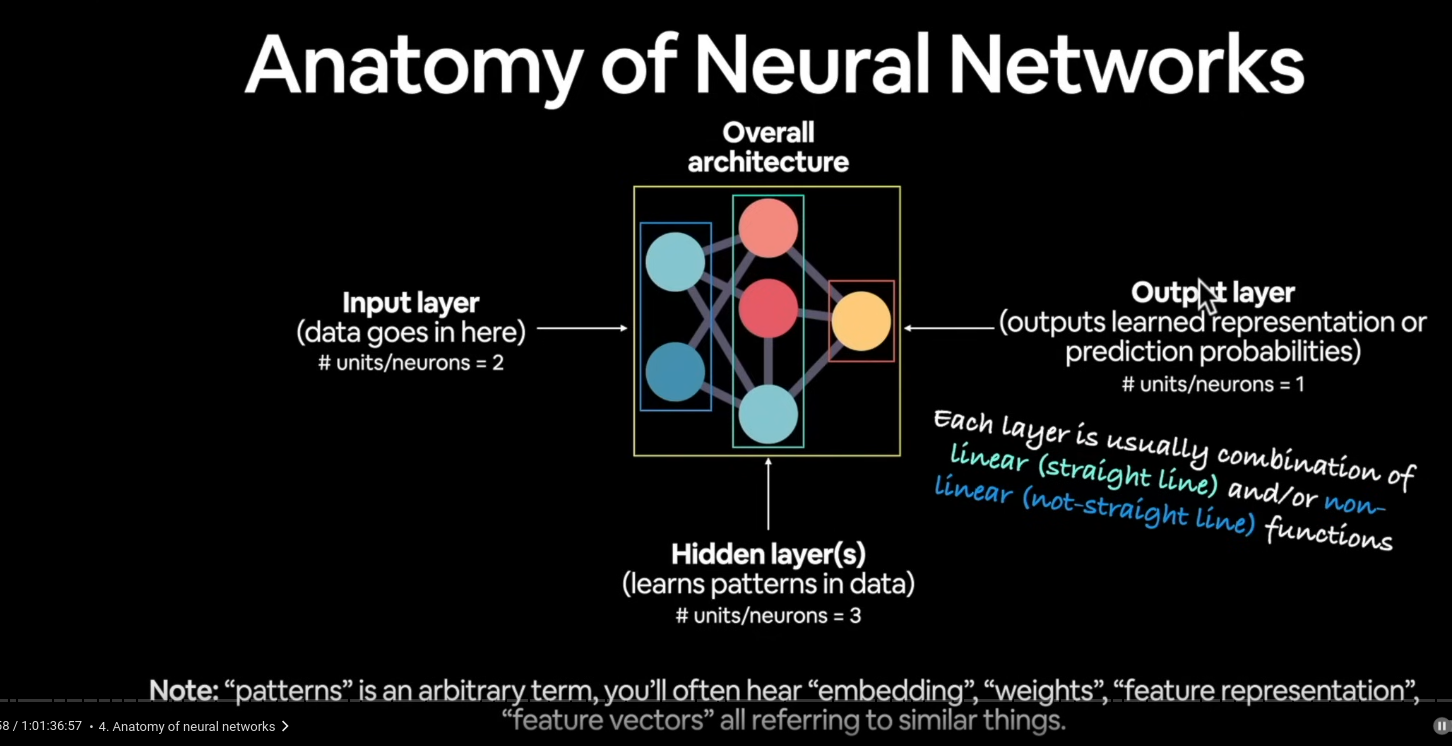 Anatomy of Neural Networks
Overall
architecture
Input layer
(data goes in here)
# units/neurons = 2
Output layer
(outputs learned representation or
prediction probabilities)
# units/neurons = 1
Each layer is usually combination of
linear (straight line) and/or non-
linear (not-straight line) functions
Hidden layer(s)
(learns patterns in data)
# units/neurons = 3
Note: “patterns” is an arbitrary term, you’ll often hear “embedding”, “weights”, “feature representation”,
“feature vectors” all referring to similar things.
58 / 1:01:36:57 • 4. Anatomy of neural networks